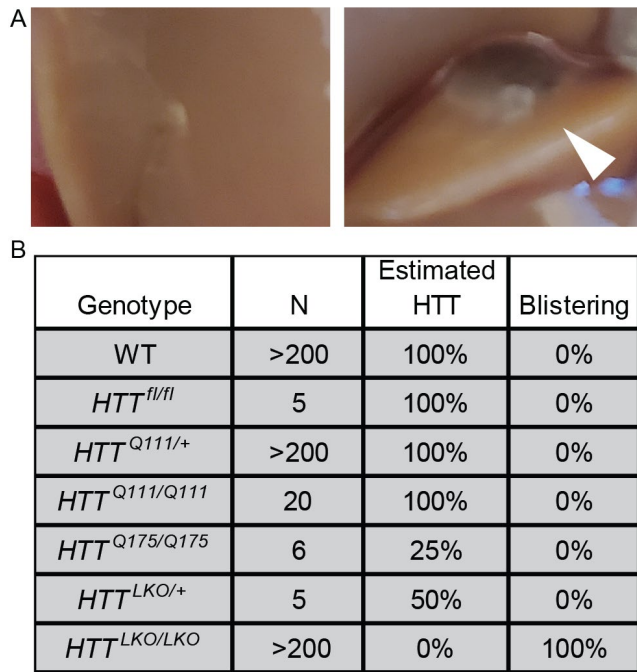 A
B
Genotype N Estimated HTT Blistering
WT >200 100% 0%
HTT^fl/fl 5 100% 0%
HTT^Q111/+ >200 100% 0%
HTT^Q111/Q111 20 100% 0%
HTT^Q175/Q175 6 25% 0%
HTT^LKO/+ 5 50% 0%
HTT^LKO/LKO >200 0% 100%